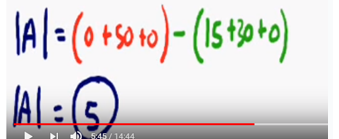 |A| = (0+50+0) - (15+30+0)
|A| = 5
5:45 / 14:44